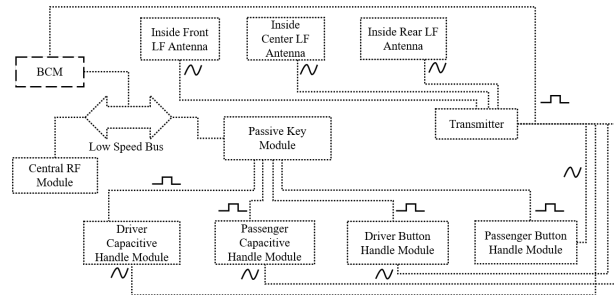 Inside Front
LF Antenna
Inside
Center LF
Antenna
Inside Rear LF
Antenna
BCM
Transmitter
Low Speed Bus
Passive Key
Module
Central RF
Module
Driver
Capacitive
Handle Module
Passenger
Capacitive
Handle Module
Driver Button
Handle Module
Passenger Button
Handle Module